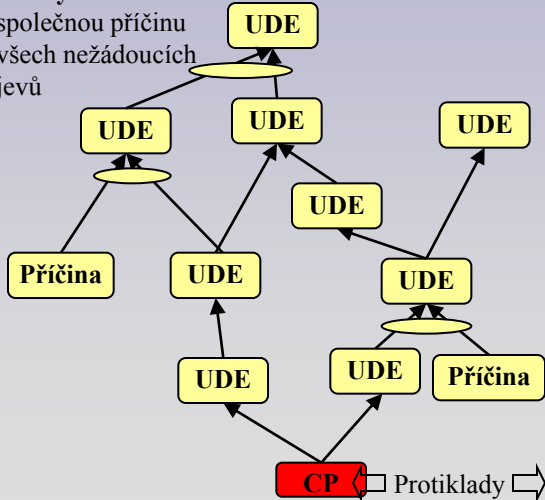 společnou příčinu
všech nežádoucích
jevů
UDE
UDE
UDE
UDE
UDE
Příčina
UDE
UDE
UDE
UDE
Příčina
CP
Protiklady